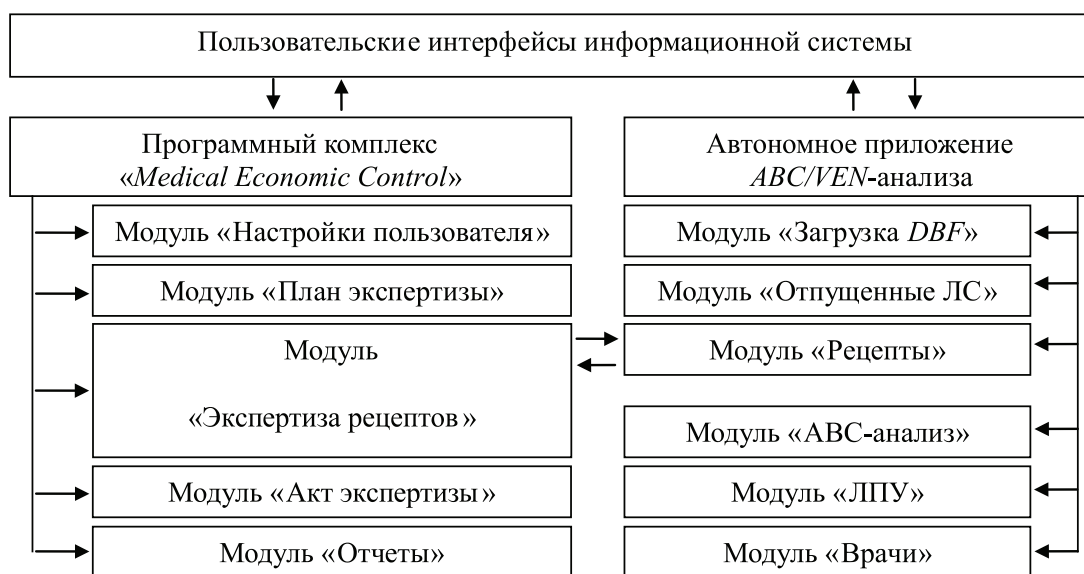 Пользовательские интерфейсы информационной системы
Программный комплекс
«Medical Economic Control»
Модуль «Настройки пользователя»
Модуль «План экспертизы»
Модуль
«Экспертиза рецептов»
Модуль «Акт экспертизы»
Модуль «Отчеты»
Автономное приложение
ABC/VEN-анализа
Модуль «Загрузка DBF»
Модуль «Отпущенные ЛС»
Модуль «Рецепты»
Модуль «ABC-анализ»
Модуль «ЛПУ»
Модуль «Врачи»